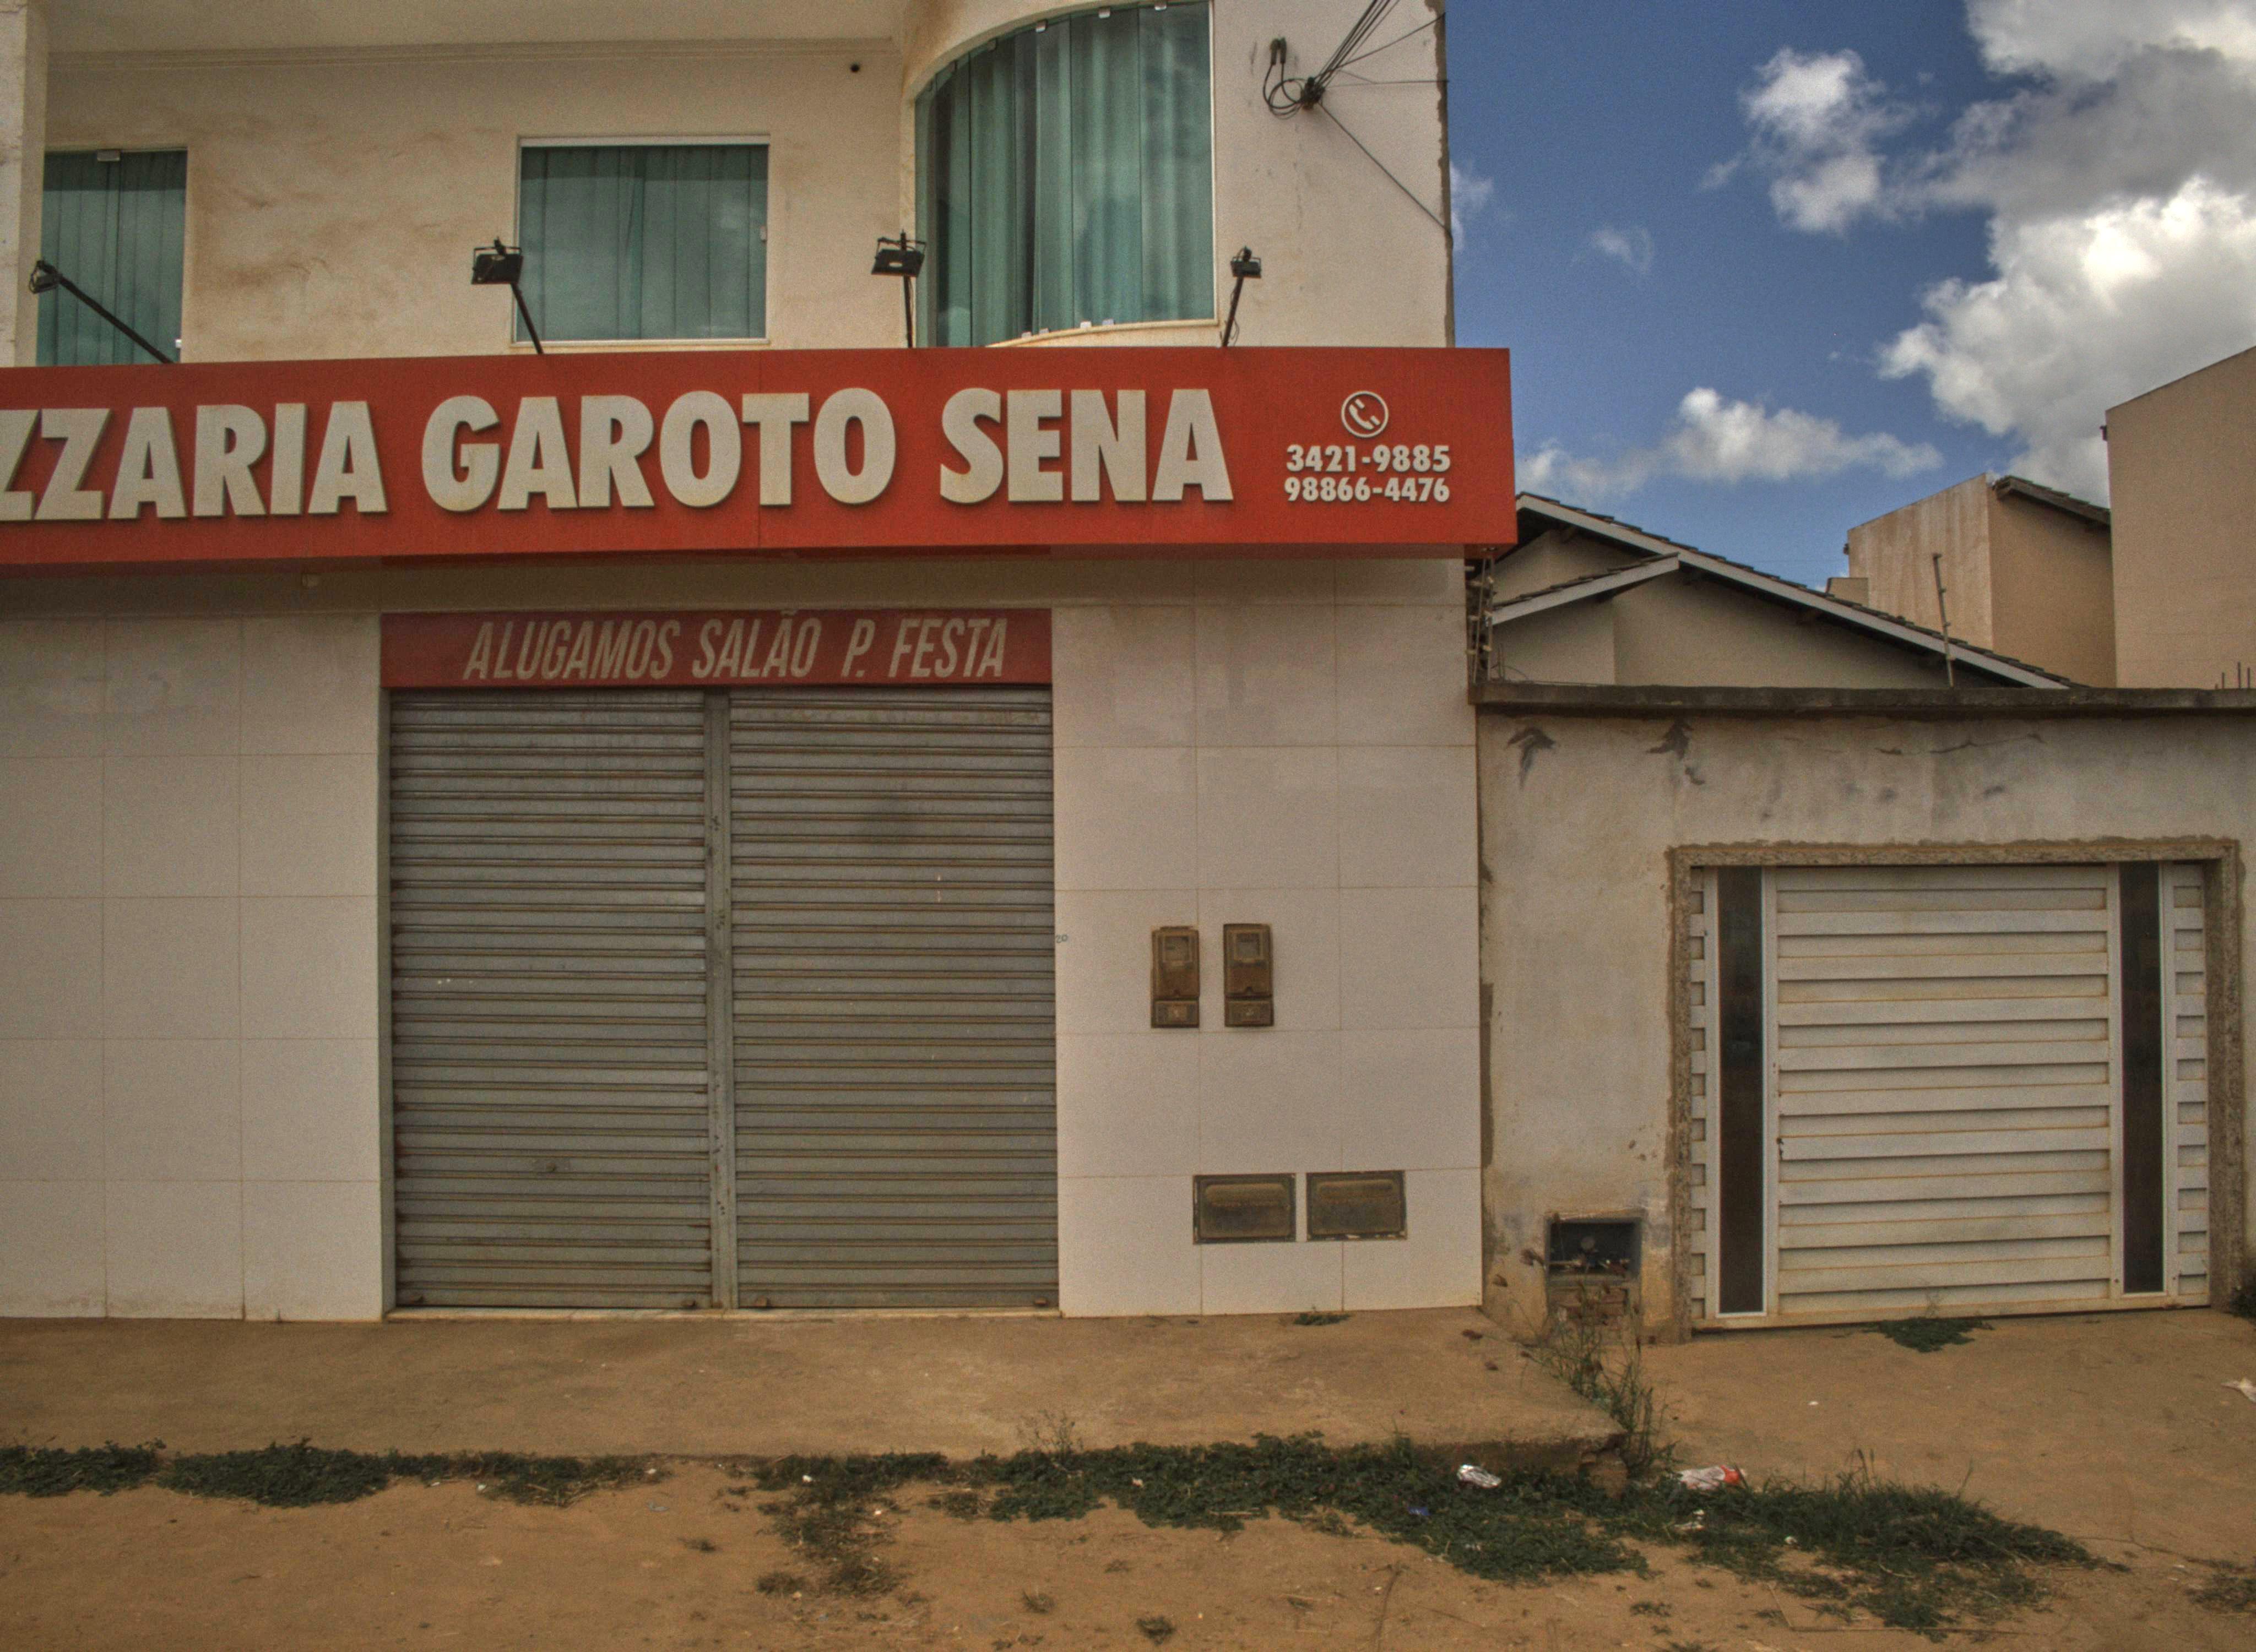 ZZARIA GAROTO SENA
3421-9885
98866-4476
ALUGAMOS SALÃO P. FESTA